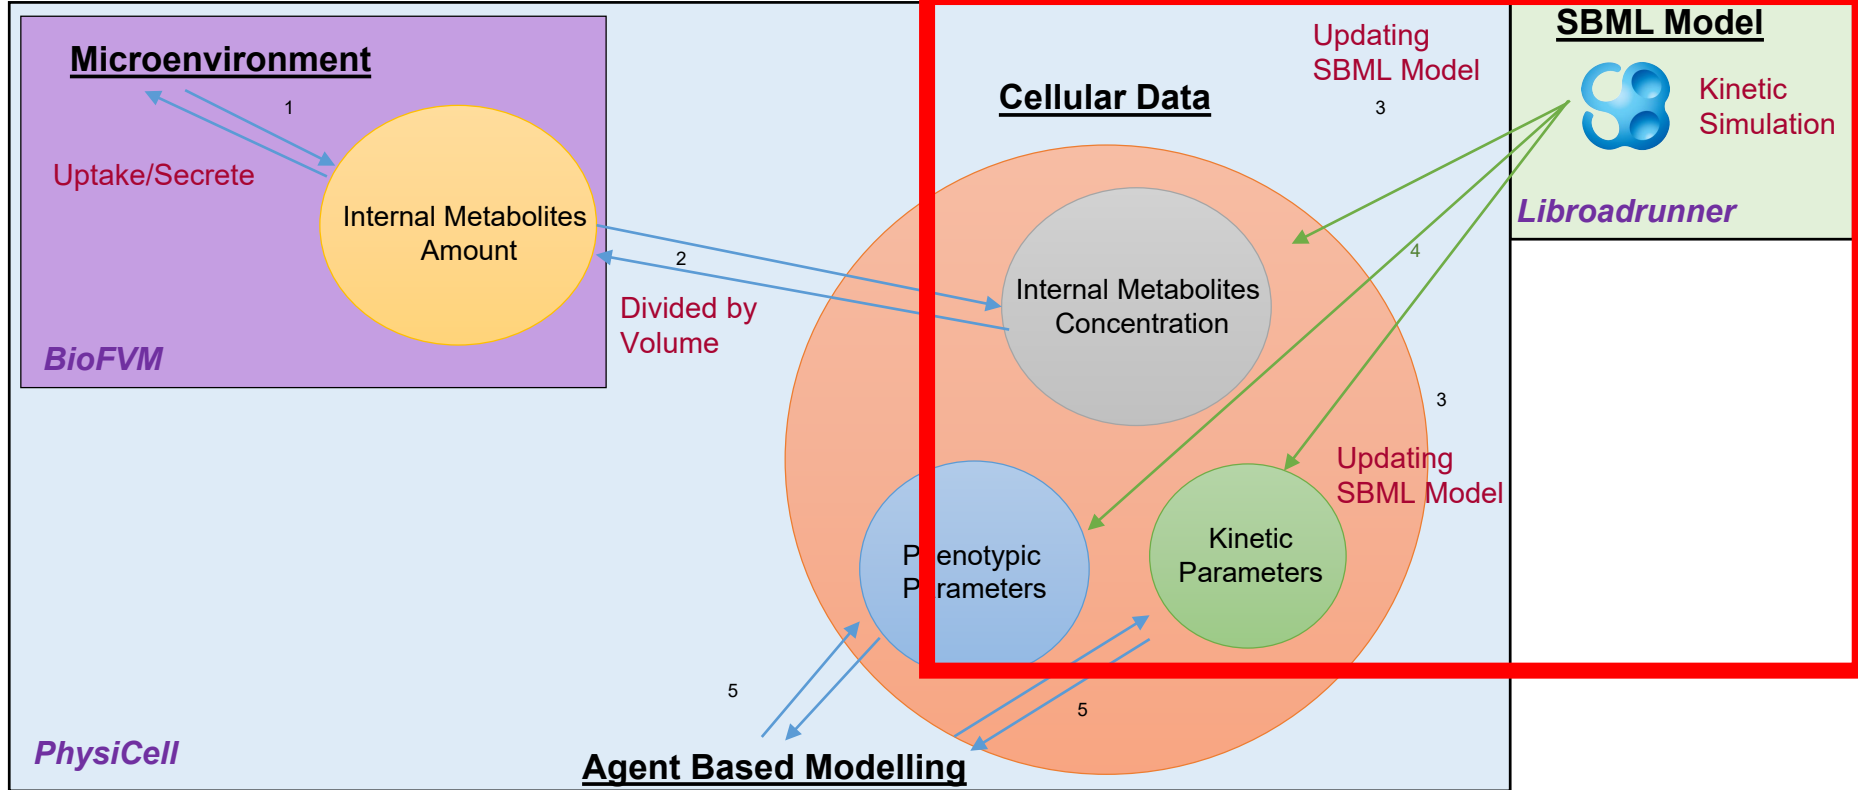 Microenvironment
1
Uptake/Secrete
Internal Metabolites
Amount
BioFVM
2
Divided by
Volume
Cellular Data
Updating
SBML Model
3
SBML Model
Kinetic
Simulation
Libroadrunner
4
Internal Metabolites
Concentration
3
Updating
SBML Model
Phenotypic
Parameters
Kinetic
Parameters
5
5
PhysiCell
Agent Based Modelling